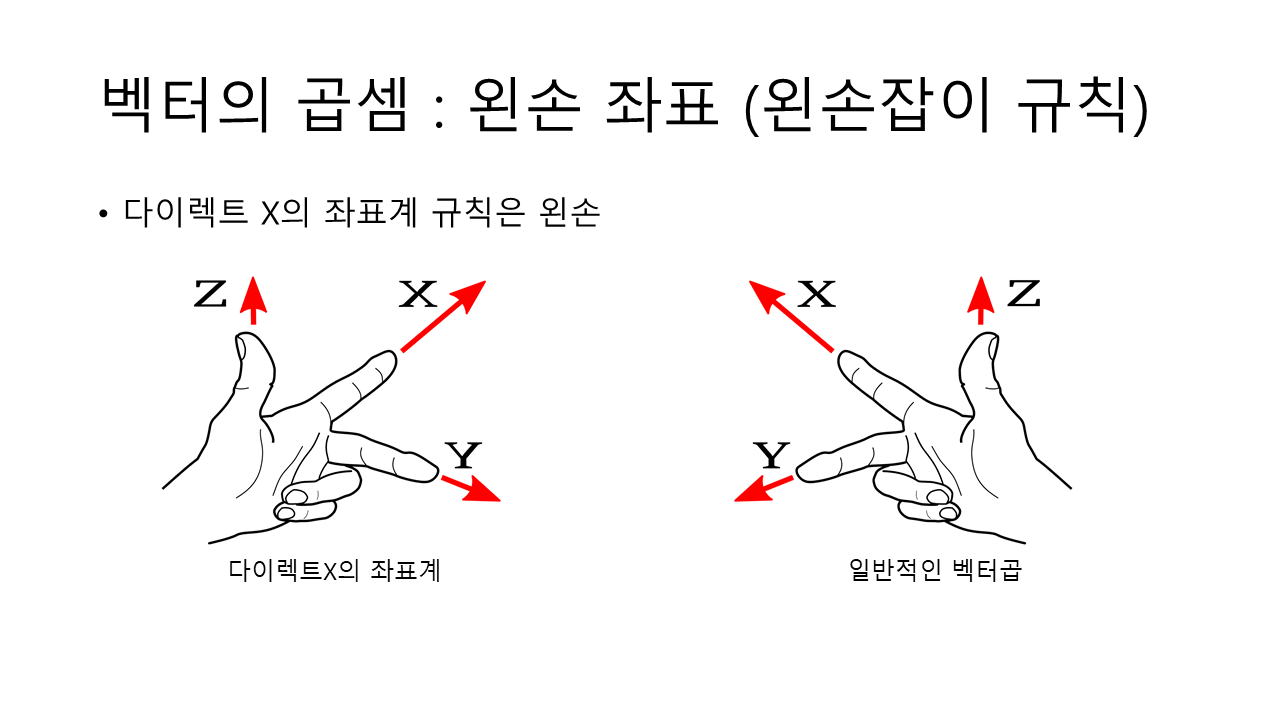 벡터의 곱셈 : 왼손 좌표 (왼손잡이 규칙)
• 다이렉트 X의 좌표계 규칙은 왼손
Z X
X Z
Y
Y
다이렉트X의 좌표계
일반적인 벡터곱